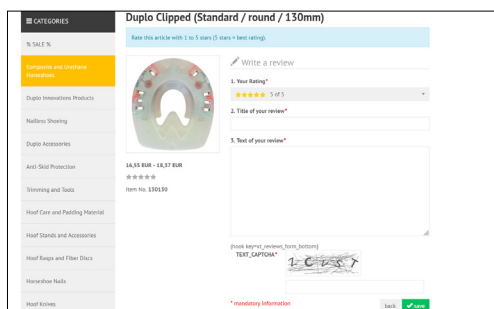 CATEGORIES
% SALE %
Composite and Urethane
Horseshoes
Duplo Innovations Products
Nailless Shoeing
Duplo Accessories
Anti-Skid Protection
Trimming and Tools
Hoof Care and Padding Material
Hoof Stands and Accessories
Hoof Rasps and Fiber Discs
Horseshoe Nails
Hoof Knives
Duplo Clipped (Standard / round / 130mm)
Rate this article with 1 to 5 stars (5 stars = best rating).
16,55 EUR - 18,37 EUR
Item No. 130130
Write a review
1. Your Rating*
5 of 5
2. Title of your review*
3. Text of your review*
{hook key=xt_reviews_form_bottom}
TEXT_CAPTCHA*
* mandatory information
back
save